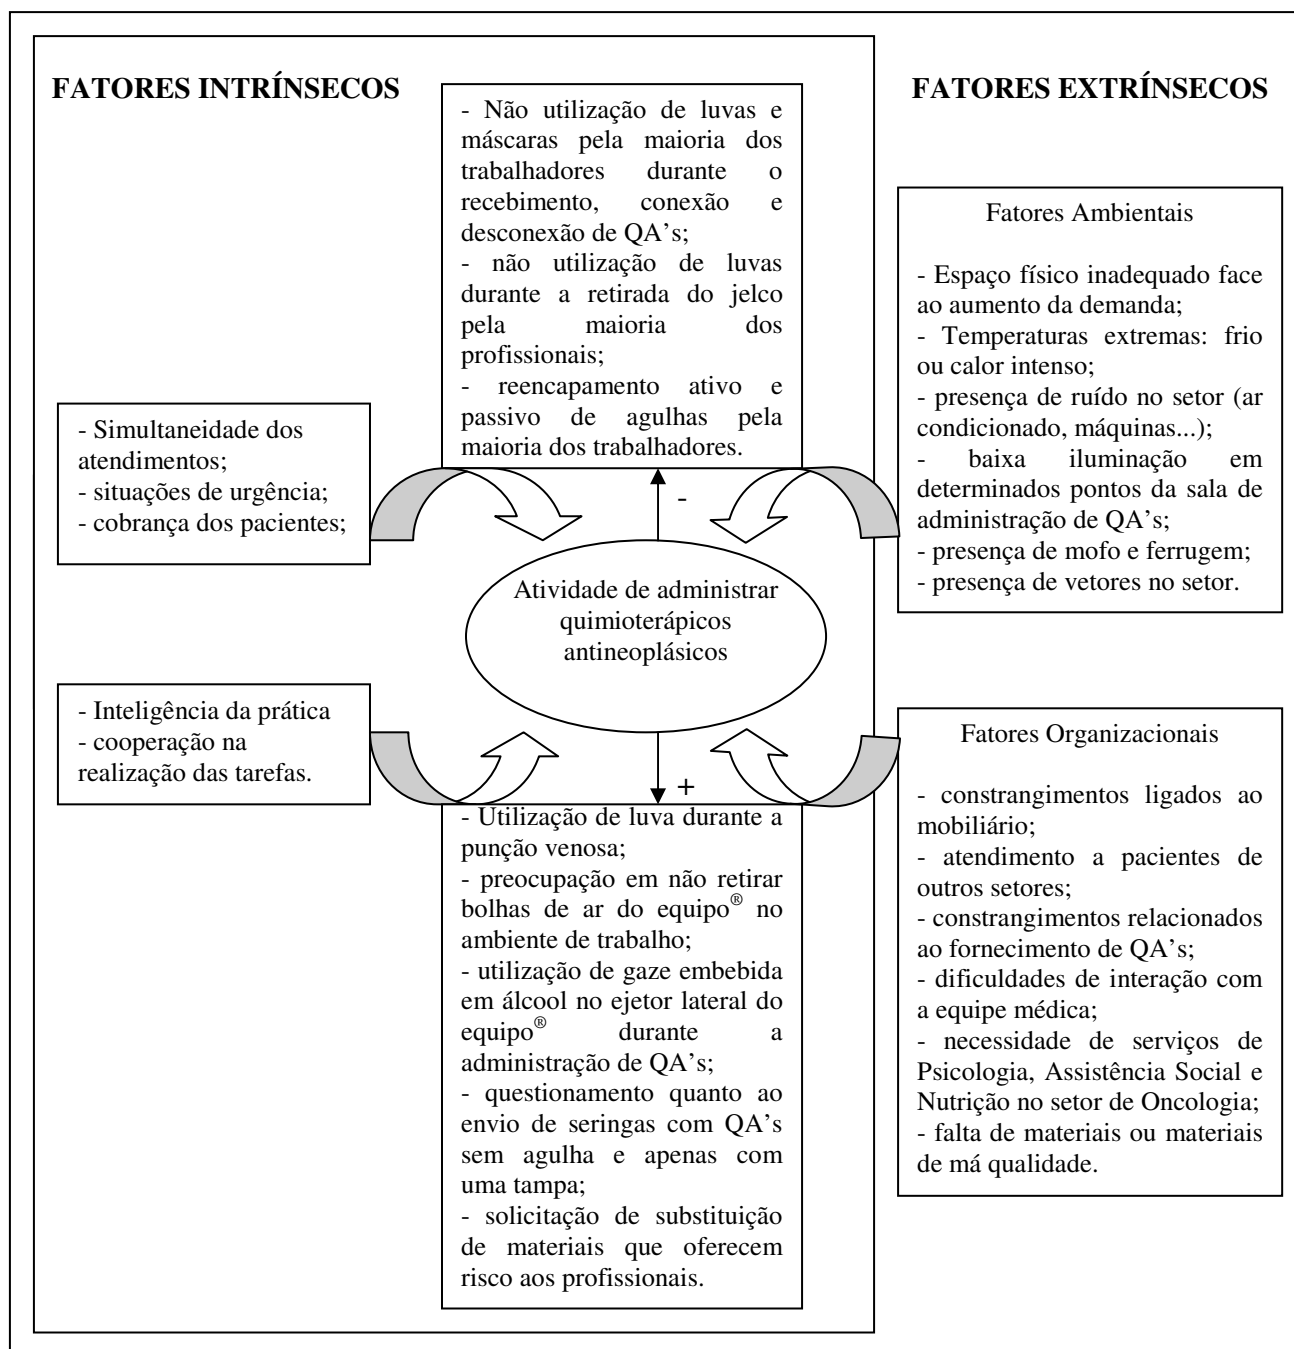 FATORES INTRÍNSECOS
- Não utilização de luvas e
máscaras pela maioria dos
trabalhadores durante o
recebimento, conexão e
desconexão de QA's;
- não utilização de luvas
durante a retirada do jelco
pela maioria dos
profissionais;
- reencapamento ativo e
passivo de agulhas pela
maioria dos trabalhadores.
- Simultaneidade dos
atendimentos;
- situações de urgência;
- cobrança dos pacientes;
-
Atividade de administrar
quimioterápicos
antineoplásicos
- Inteligência da prática
- cooperação na
realização das tarefas.
+
- Utilização de luva durante a
punção venosa;
- preocupação em não retirar
bolhas de ar do equipo® no
ambiente de trabalho;
- utilização de gaze embebida
em álcool no ejetor lateral do
equipo® durante a
administração de QA's;
- questionamento quanto ao
envio de seringas com QA's
sem agulha e apenas com
uma tampa;
- solicitação de substituição
de materiais que oferecem
risco aos profissionais.
FATORES EXTRÍNSECOS
Fatores Ambientais
- Espaço físico inadequado face
ao aumento da demanda;
- Temperaturas extremas: frio
ou calor intenso;
- presença de ruído no setor (ar
condicionado, máquinas...);
- baixa iluminação em
determinados pontos da sala de
administração de QA's;
- presença de mofo e ferrugem;
- presença de vetores no setor.
Fatores Organizacionais
- constrangimentos ligados ao
mobiliário;
- atendimento a pacientes de
outros setores;
- constrangimentos relacionados
ao fornecimento de QA's;
- dificuldades de interação com
a equipe médica;
- necessidade de serviços de
Psicologia, Assistência Social e
Nutrição no setor de Oncologia;
- falta de materiais ou materiais
de má qualidade.